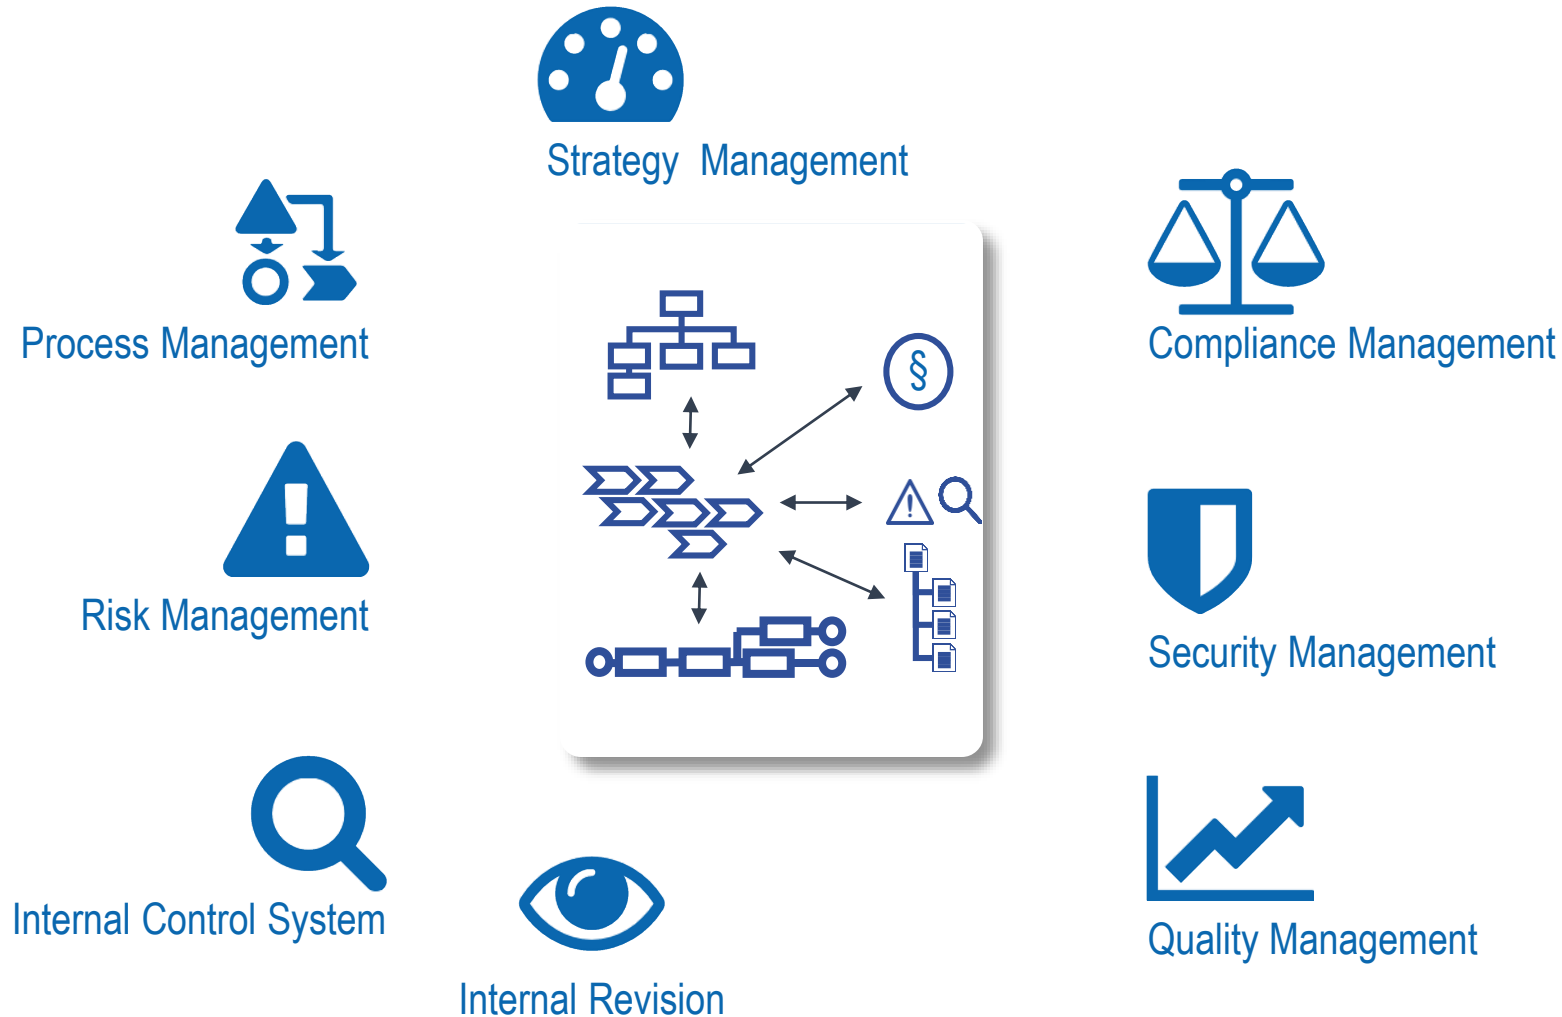 Strategy Management
Process Management
Compliance Management
§
Risk Management
Security Management
Internal Control System
Quality Management
Internal Revision